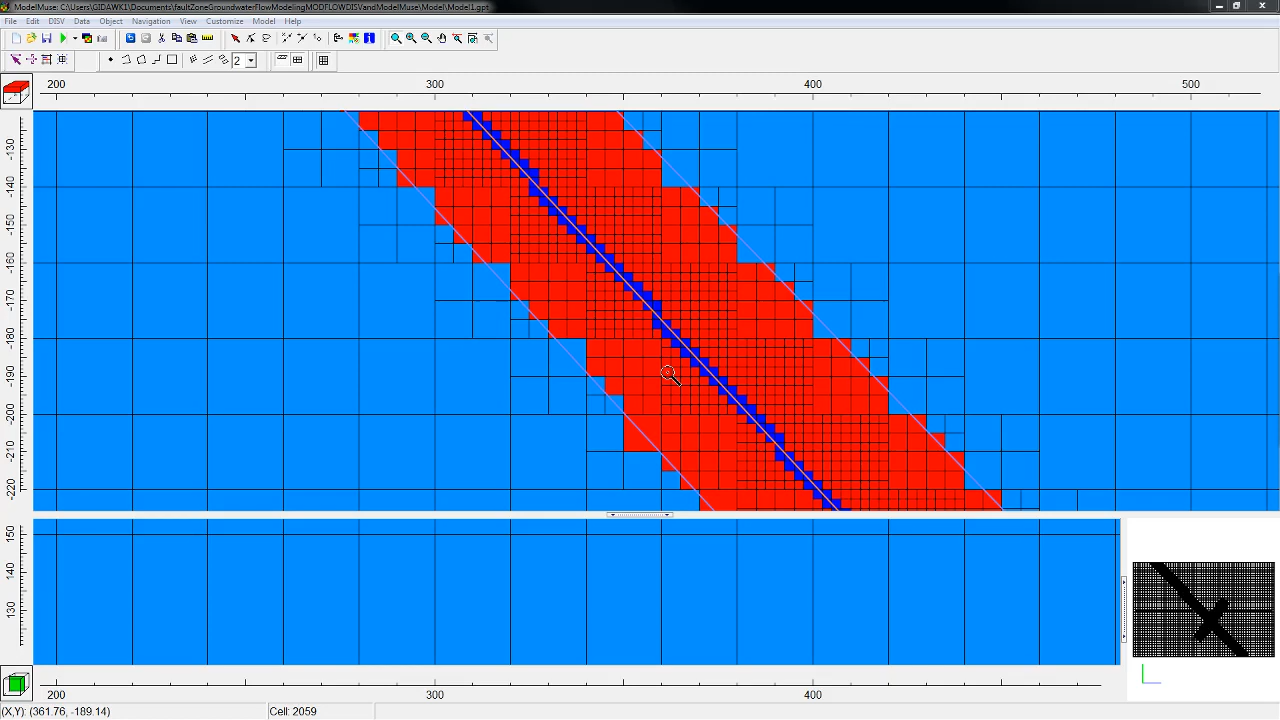 ModelMuse: C:\Users\GIDAWK1\Documents\faultZoneGroundwaterFlowModelingMODFLOWDISVandModelMuse\Model\Model1.gpt
File Edit DISV Data Object Navigation View Customize Model Help
2
200 300 400 500
-130
-140
-150
-160
-170
-180
-190
-200
-210
-220
150
140
130
200 300 400
(X,Y): (361.76, -189.14) Cell: 2059